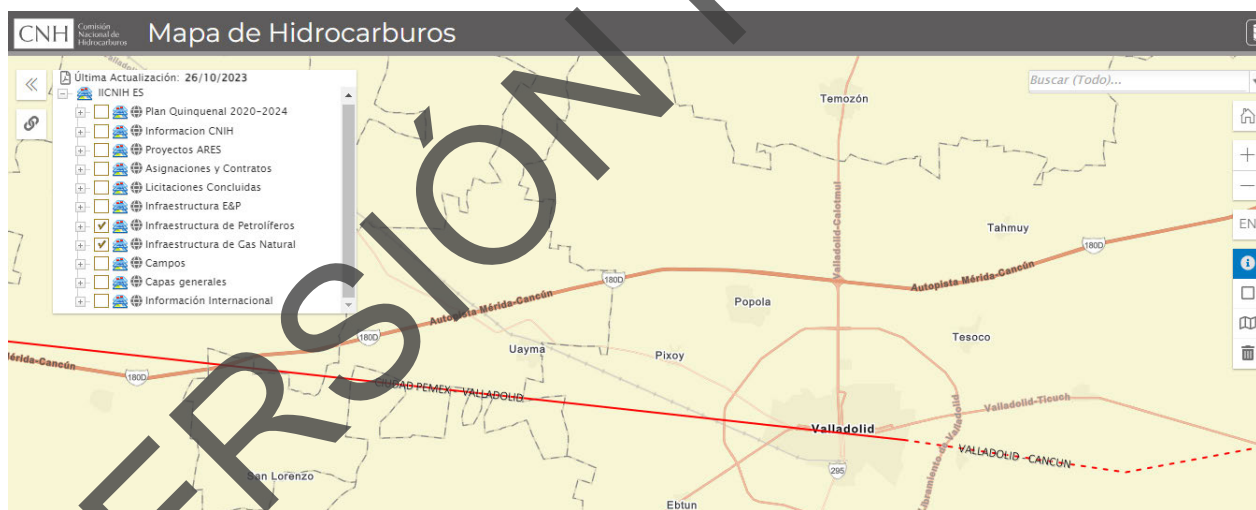 CNH Comisión Nacional de Hidrocarburos Mapa de Hidrocarburos
Última Actualización: 26/10/2023
IICNIH ES
Plan Quinquenal 2020-2024
Informacion CNIH
Proyectos ARES
Asignaciones y Contratos
Licitaciones Concluidas
Infraestructura E&P
Infraestructura de Petrolíferos
Infraestructura de Gas Natural
Campos
Capas generales
Información Internacional
Buscar (Todo)...
EN
Temozón
Valladolid-Calotmul
Tahmuy
180D
Autopista Mérida-Cancún
180D
Popola
Autopista Mérida-Cancún
180D
Tesoco
Uayma
Pixoy
Mérida-Cancún
180D
CIUDAD PEMEX - VALLADOLID
Valladolid-Ticuch
Valladolid
VALLADOLID - CANCUN
Libramiento de Valladolid
295
San Lorenzo
Ebtun
VERSIÓN